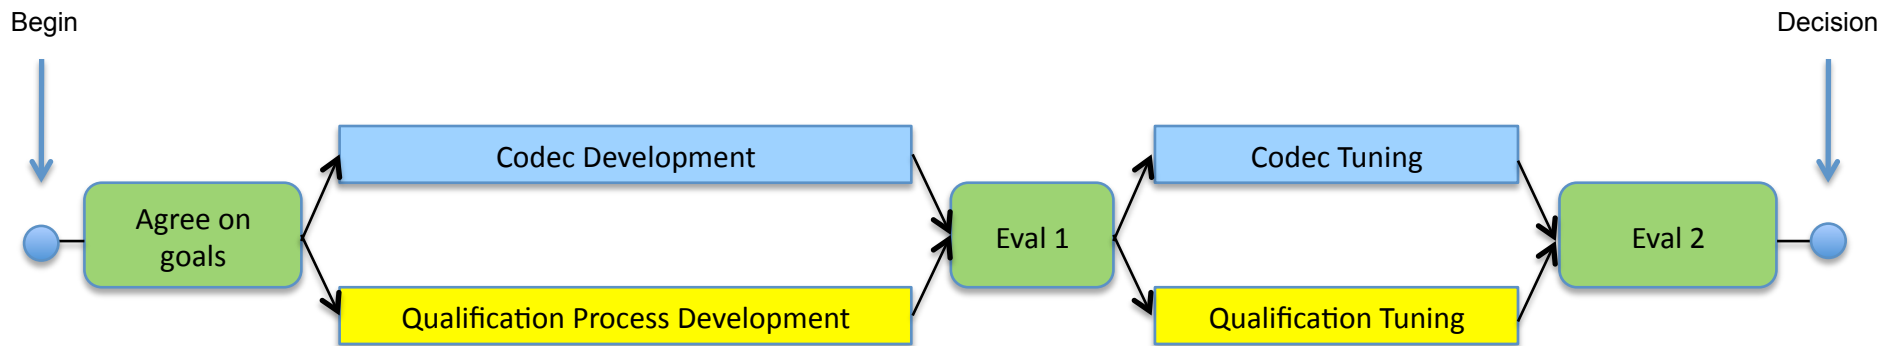 Begin
Decision
Codec Development
Codec Tuning
Agree on
goals
Eval 1
Eval 2
Qualification Process Development
Qualification Tuning